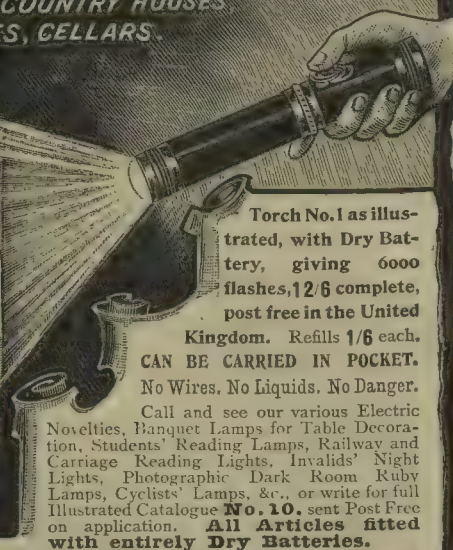 COUNTRY HOUSES,
ES, CELLARS.
Torch No. 1 as illus-
trated, with Dry Bat-
tery, giving 6000
flashes, 12/6 complete,
post free in the United
Kingdom. Refills 1/6 each.
CAN BE CARRIED IN POCKET.
No Wires. No Liquids. No Danger.
Call and see our various Electric
Novelties, Banquet Lamps for Table Decora-
tion, Students' Reading Lamps, Railway and
Carriage Reading Lights, Invalids' Night
Lights, Photographic Dark Room Ruby
Lamps, Cyclists' Lamps, &c., or write for full
Illustrated Catalogue No. 10. sent Post Free
on application. All Articles fitted
with entirely Dry Batteries.